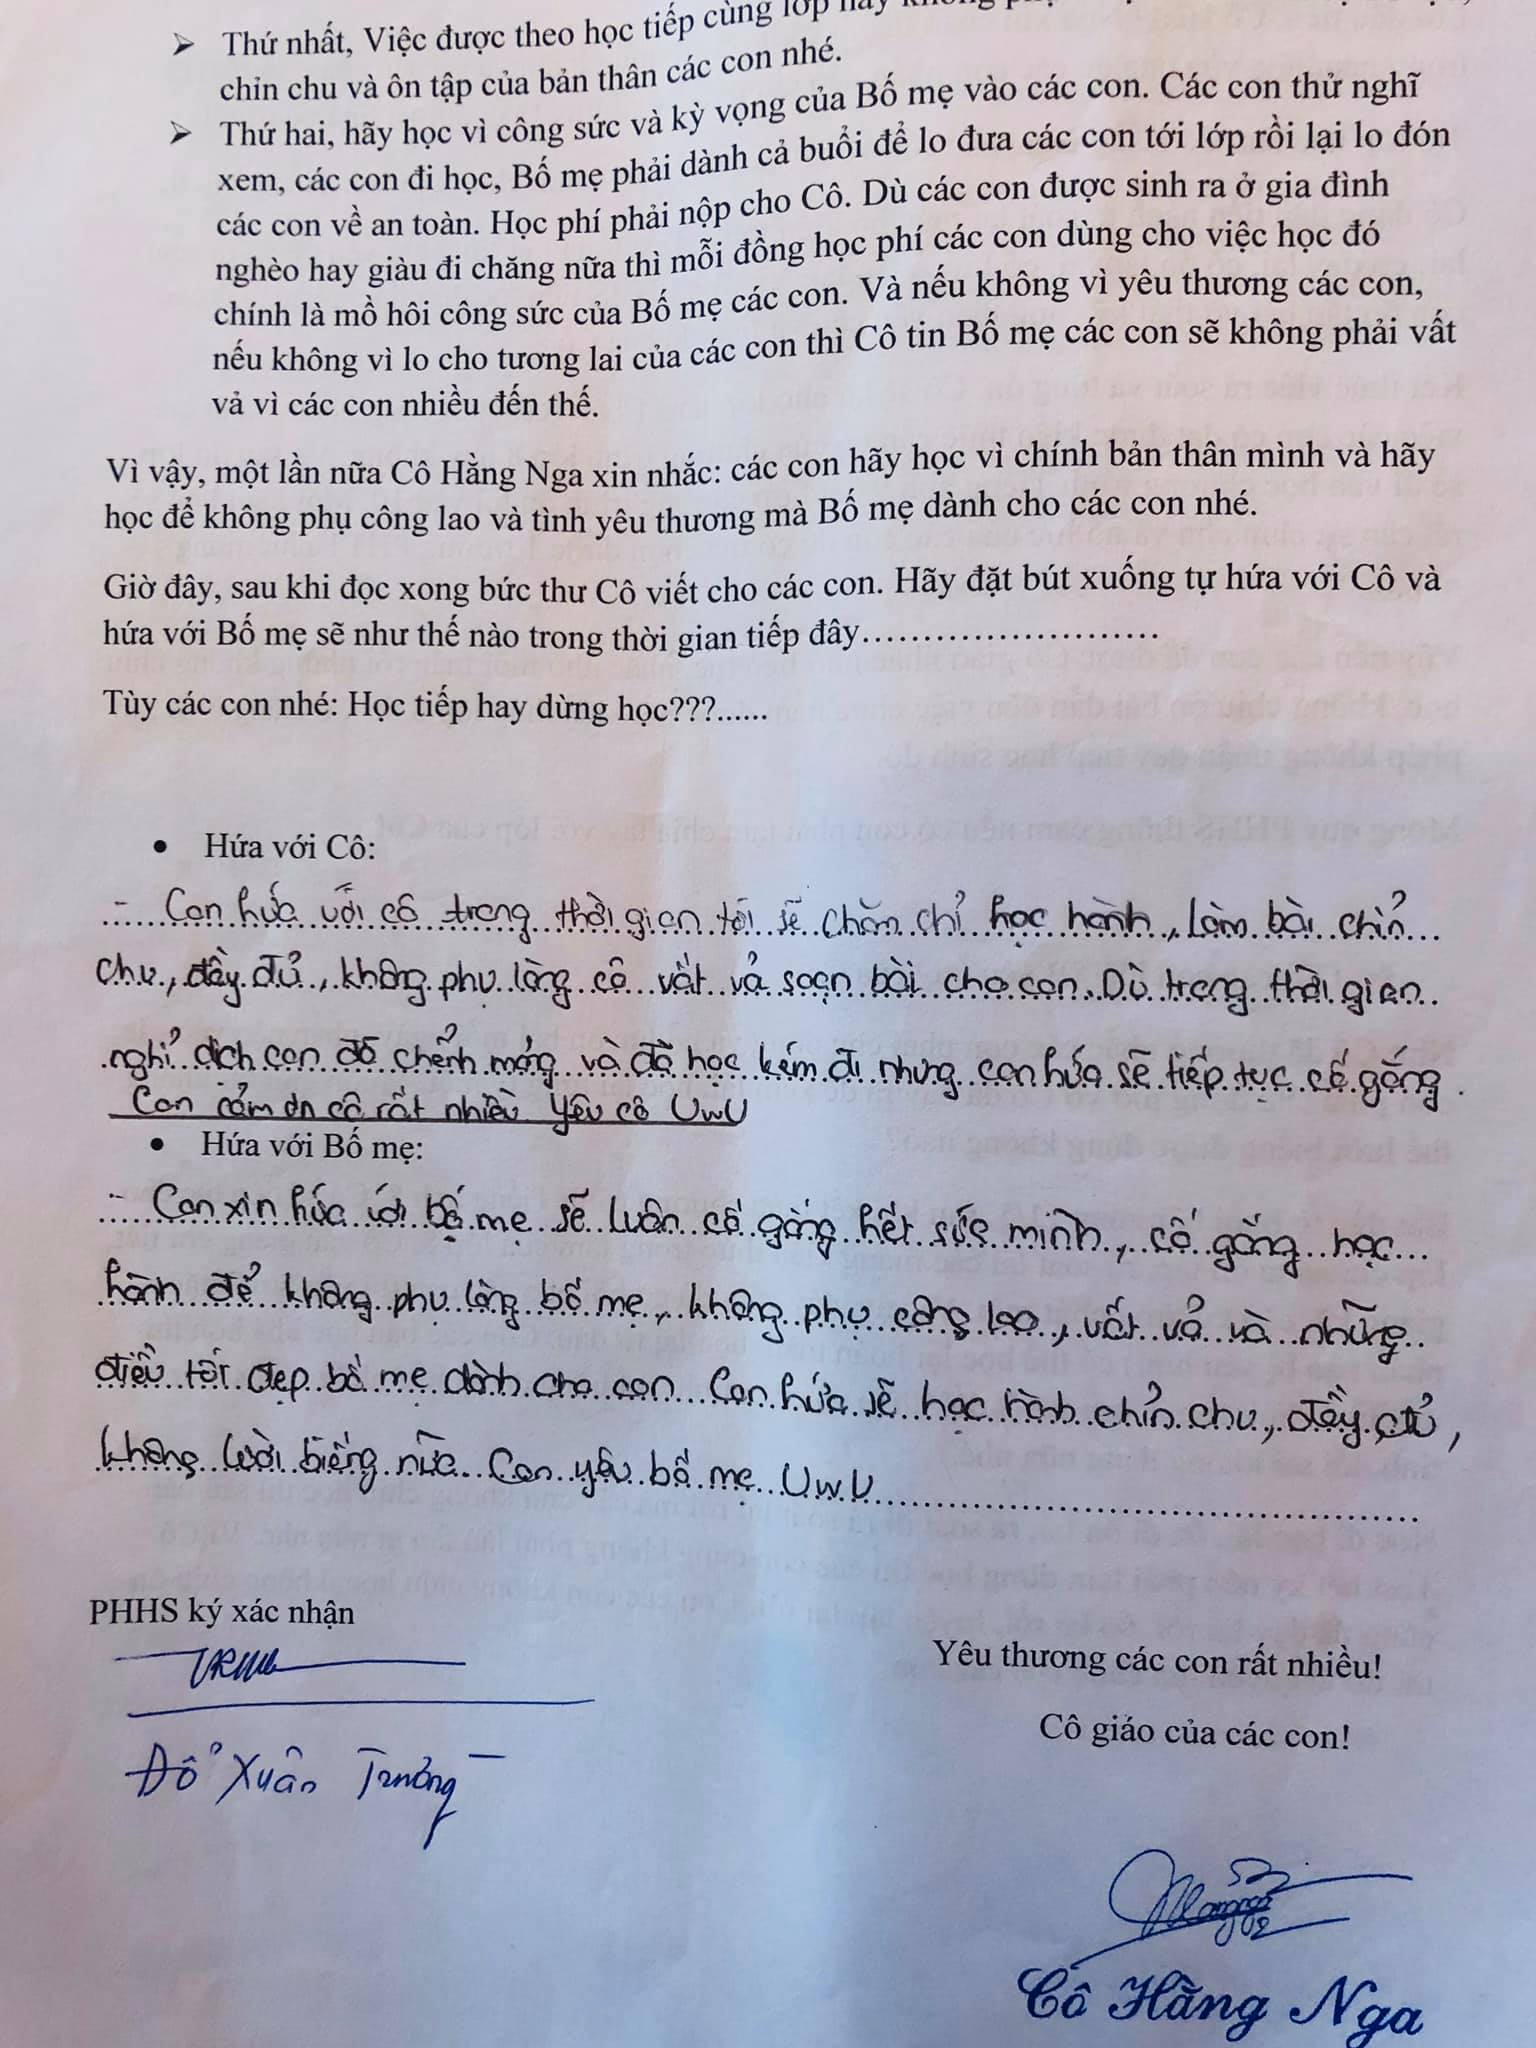 ➢ Thứ nhất, Việc được theo học tiếp cùng lớp hay không
chỉn chu và ôn tập của bản thân các con nhé.
➢ Thứ hai, hãy học vì công sức và kỳ vọng của Bố mẹ vào các con. Các con thử nghĩ
xem, các con đi học, Bố mẹ phải dành cả buổi để lo đưa các con tới lớp rồi lại lo đón
các con về an toàn. Học phí phải nộp cho Cô. Dù các con được sinh ra ở gia đình
nghèo hay giàu đi chăng nữa thì mỗi đồng học phí các con dùng cho việc học đó
chính là mồ hôi công sức của Bố mẹ các con. Và nếu không vì yêu thương các con,
nếu không vì lo cho tương lai của các con thì Cô tin Bố mẹ các con sẽ không phải vất
vả vì các con nhiều đến thế.
Vì vậy, một lần nữa Cô Hằng Nga xin nhắc: các con hãy học vì chính bản thân mình và hãy
học để không phụ công lao và tình yêu thương mà Bố mẹ dành cho các con nhé.
Giờ đây, sau khi đọc xong bức thư Cô viết cho các con. Hãy đặt bút xuống tự hứa với Cô và
hứa với Bố mẹ sẽ như thế nào trong thời gian tiếp đây..........................
Tùy các con nhé: Học tiếp hay dừng học???......
• Hứa với Cô:
- Con hứa với cô trong thời gian tới sẽ chăm chỉ học hành, làm bài chỉn
chu, đầy đủ, không phụ lòng cô vất vả soạn bài cho con. Dù trong thời gian
nghỉ dịch con đã chểnh mảng và đã học kém đi nhưng con hứa sẽ tiếp tục cố gắng.
Con cảm ơn cô rất nhiều yêu cô UwU
• Hứa với Bố mẹ:
- Con xin hứa với bố mẹ sẽ luôn cố gắng hết sức mình, cố gắng học
hành để không phụ lòng bố mẹ, không phụ công lao, vất vả và những
điều tốt đẹp bố mẹ dành cho con. Con hứa sẽ học hành chỉn chu, đầy đủ,
không lười biếng nữa. Con yêu bố mẹ UwU
PHHS ký xác nhận
Yêu thương các con rất nhiều!
Cô giáo của các con!
Đỗ Xuân Trường
Cô Hằng Nga